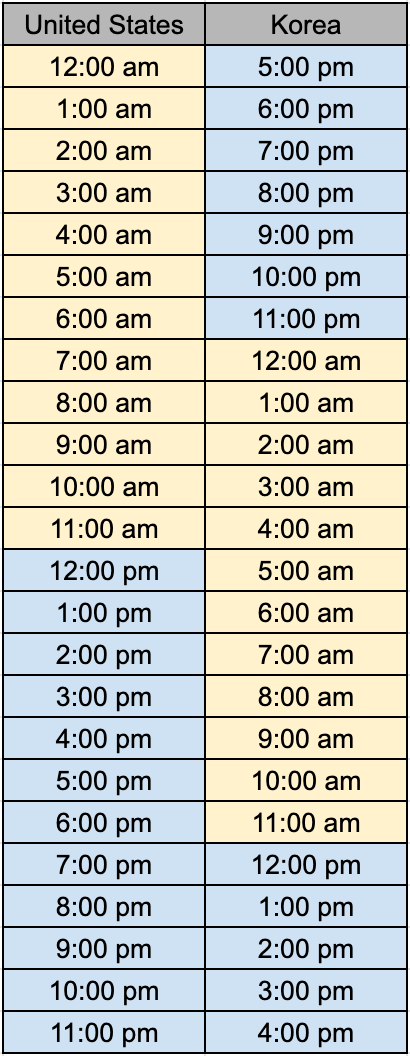 United States Korea
12:00 am 5:00 pm
1:00 am 6:00 pm
2:00 am 7:00 pm
3:00 am 8:00 pm
4:00 am 9:00 pm
5:00 am 10:00 pm
6:00 am 11:00 pm
7:00 am 12:00 am
8:00 am 1:00 am
9:00 am 2:00 am
10:00 am 3:00 am
11:00 am 4:00 am
12:00 pm 5:00 am
1:00 pm 6:00 am
2:00 pm 7:00 am
3:00 pm 8:00 am
4:00 pm 9:00 am
5:00 pm 10:00 am
6:00 pm 11:00 am
7:00 pm 12:00 pm
8:00 pm 1:00 pm
9:00 pm 2:00 pm
10:00 pm 3:00 pm
11:00 pm 4:00 pm